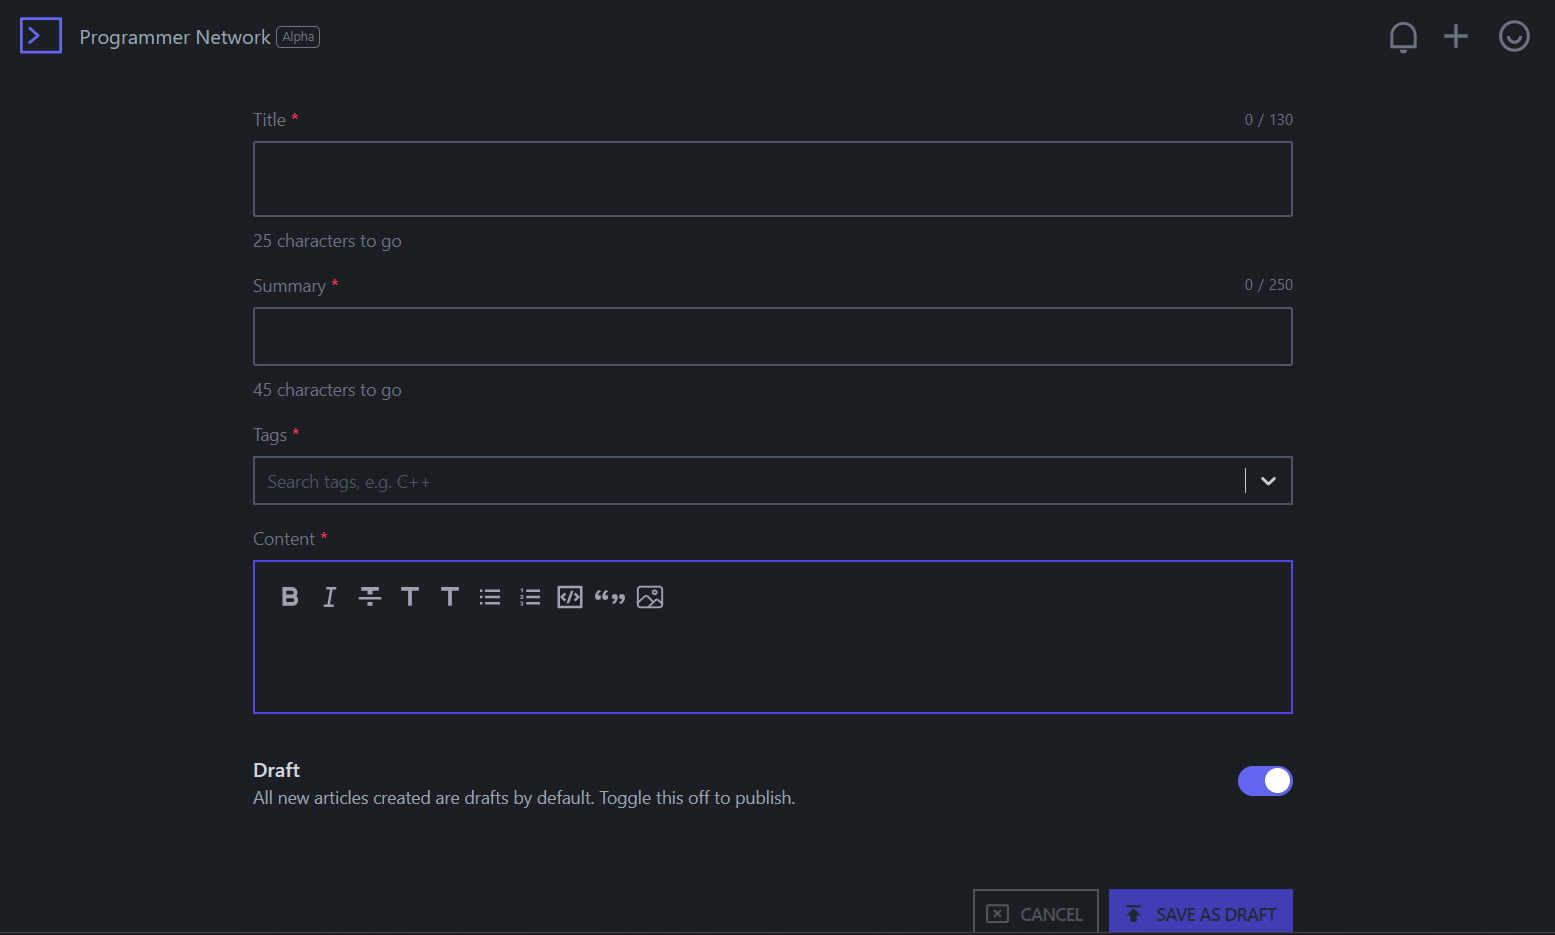 Programmer Network Alpha
Title * 0 / 130
25 characters to go
Summary * 0 / 250
45 characters to go
Tags *
Search tags, e.g. C++
Content *
Draft
All new articles created are drafts by default. Toggle this off to publish.
CANCEL SAVE AS DRAFT